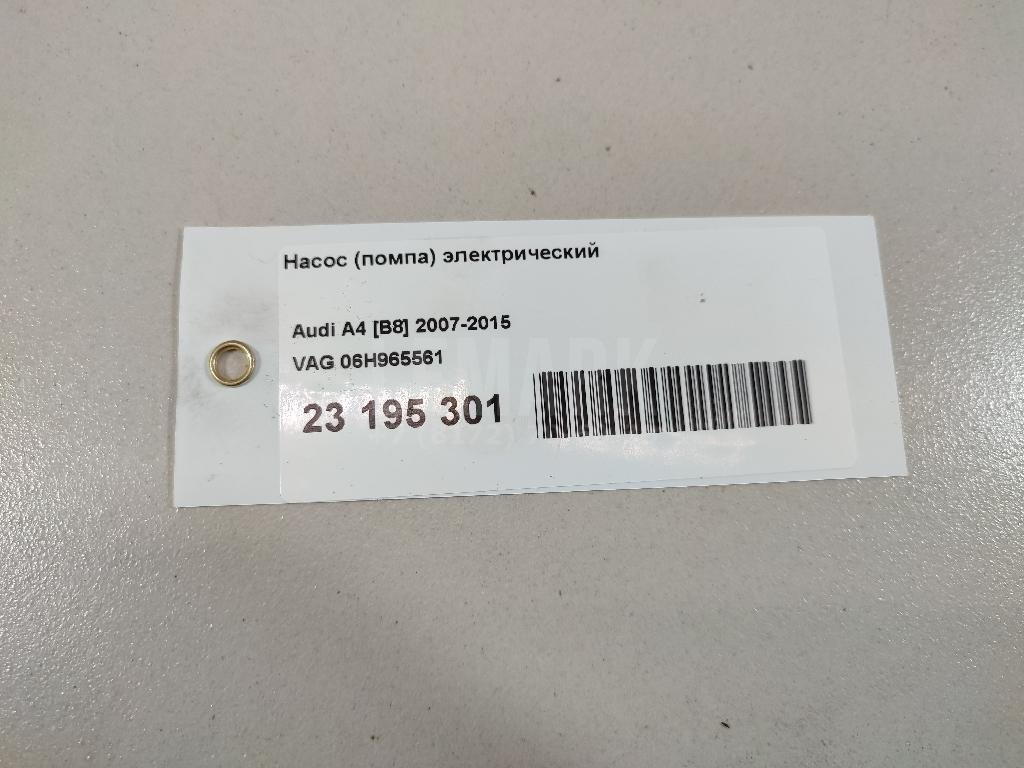 Насос (помпа) электрический
Audi A4 [B8] 2007-2015
VAG 06H965561
23 195 301